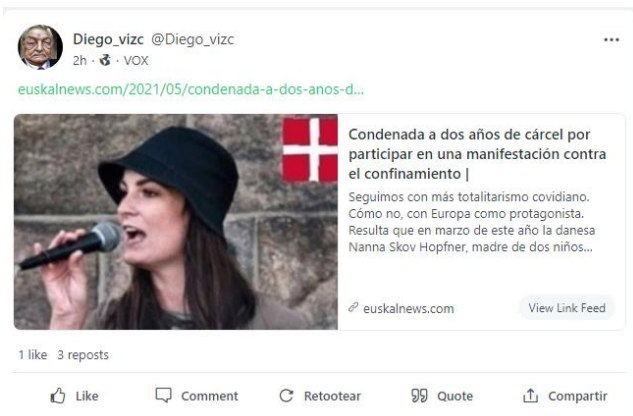 Diego_vizc @Diego_vizc
2h · · VOX
euskalnews.com/2021/05/condenada-a-dos-anos-d...
Condenada a dos años de cárcel por
participar en una manifestación contra
el confinamiento |
Seguimos con más totalitarismo covidiano.
Cómo no, con Europa como protagonista.
Resulta que en marzo de este año la danesa
Nanna Skov Hopfner, madre de dos niños...
euskalnews.com
View Link Feed
1 like 3 reposts
Like Comment Retootear Quote Compartir